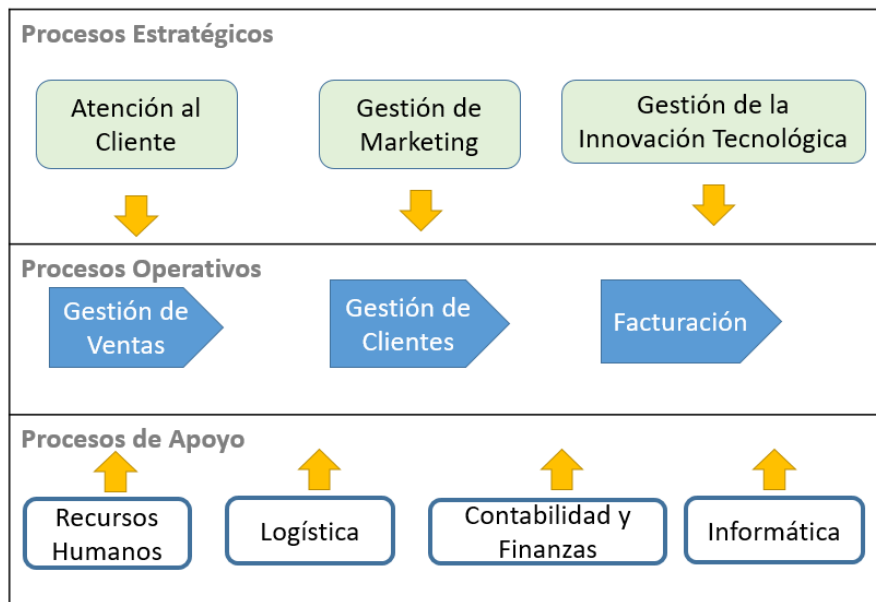 Procesos Estratégicos
Atención al
Cliente
Gestión de
Marketing
Gestión de la
Innovación Tecnológica
Procesos Operativos
Gestión de
Ventas
Gestión de
Clientes
Facturación
Procesos de Apoyo
Recursos
Humanos
Logística
Contabilidad y
Finanzas
Informática